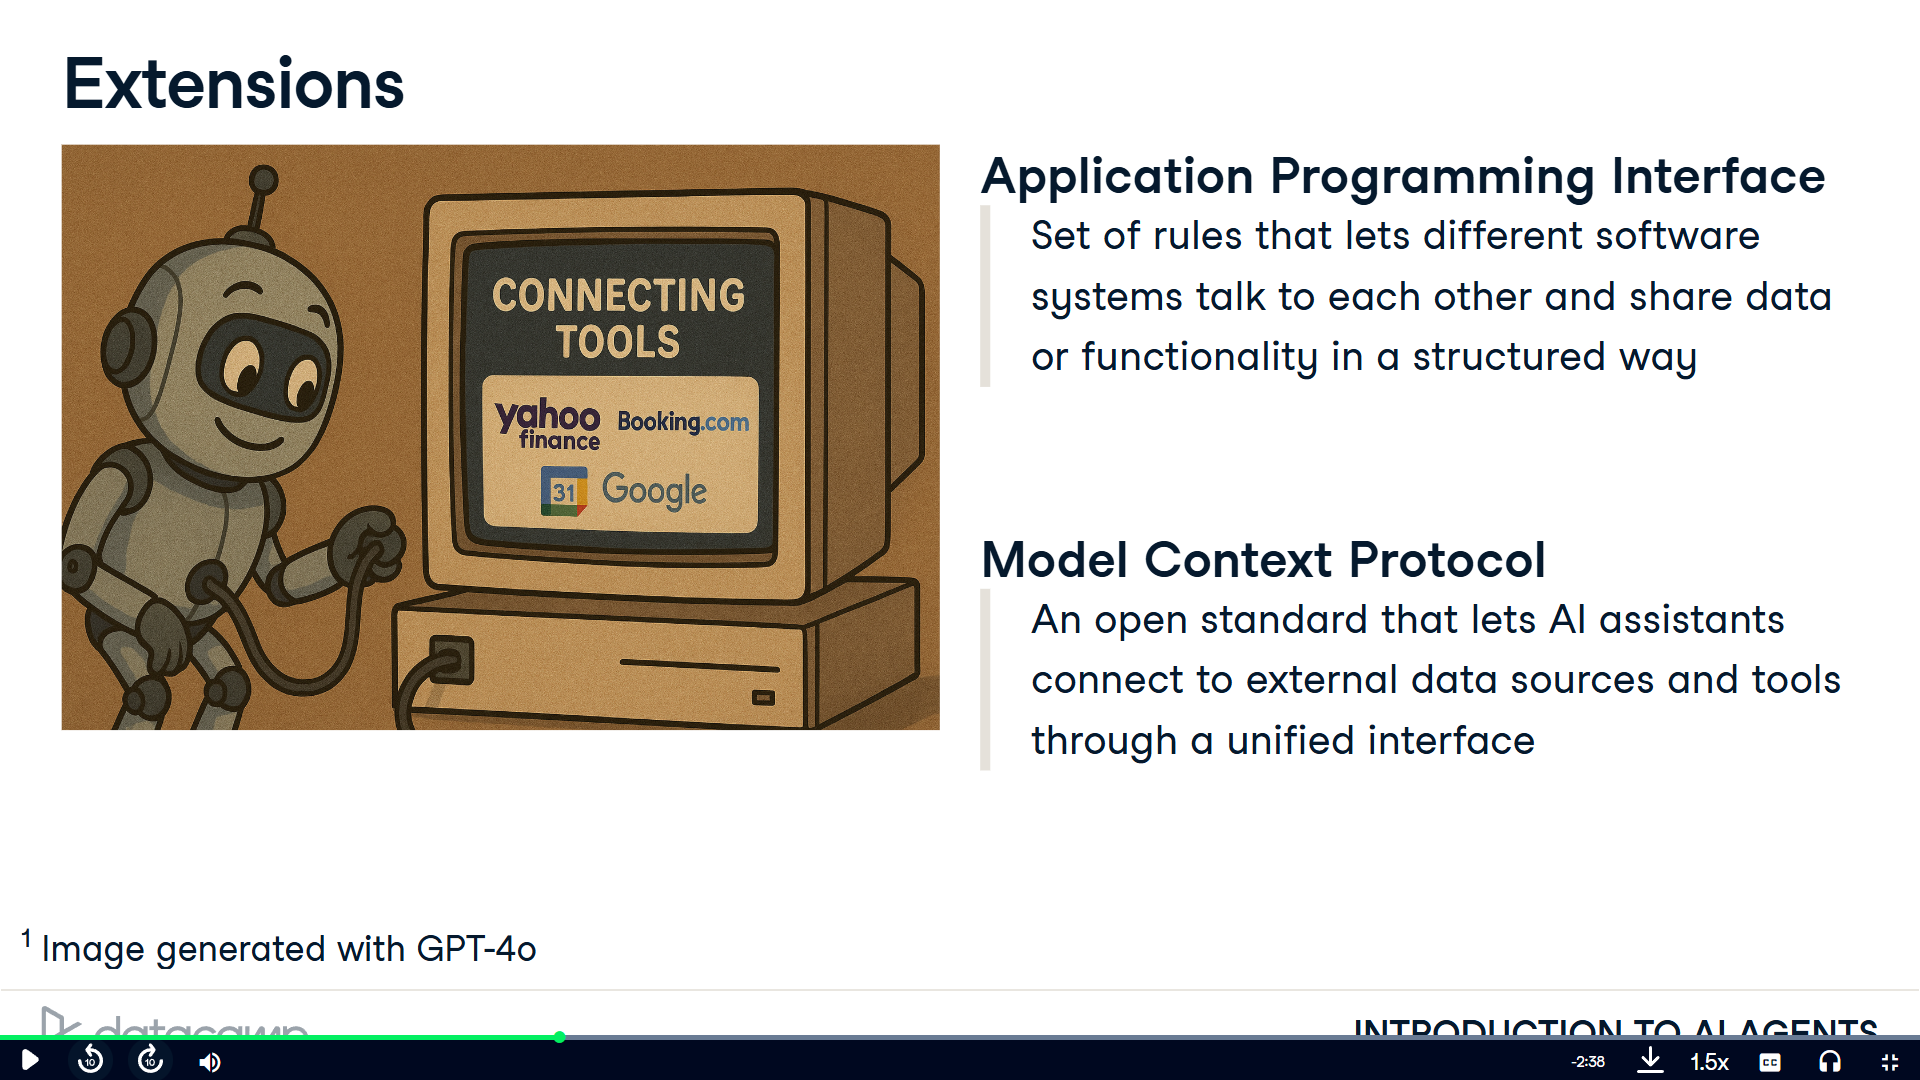 Extensions
CONNECTING
TOOLS
yahoo
finance
Booking.com
31
Google
Application Programming Interface
Set of rules that lets different software
systems talk to each other and share data
or functionality in a structured way
Model Context Protocol
An open standard that lets AI assistants
connect to external data sources and tools
through a unified interface
1 Image generated with GPT-4o
datacamp
INTRODUCTION TO AI AGENTS
10
10
-2:38
1.5x
CC